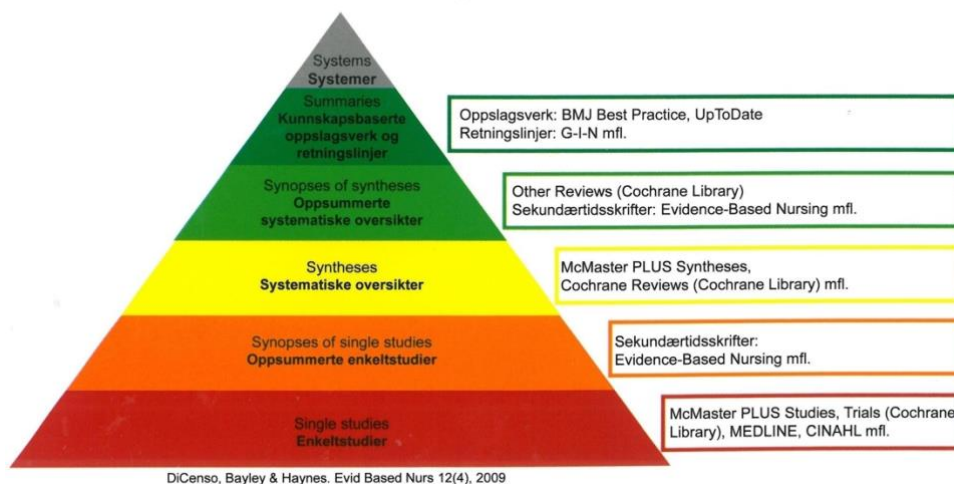 Systems
Systemer
Summaries
Kunnskapsbaserte
oppslagsverk og
retningslinjer
Oppslagsverk: BMJ Best Practice, UpToDate
Retningslinjer: G-I-N mfl.
Synopses of syntheses
Oppsummerte
systematiske oversikter
Other Reviews (Cochrane Library)
Sekundærtidsskrifter: Evidence-Based Nursing mfl.
Syntheses
Systematiske oversikter
McMaster PLUS Syntheses,
Cochrane Reviews (Cochrane Library) mfl.
Synopses of single studies
Oppsummerte enkeltstudier
Sekundærtidsskrifter:
Evidence-Based Nursing mfl.
Single studies
Enkeltstudier
McMaster PLUS Studies, Trials (Cochrane
Library), MEDLINE, CINAHL mfl.
DiCenso, Bayley & Haynes. Evid Based Nurs 12(4), 2009